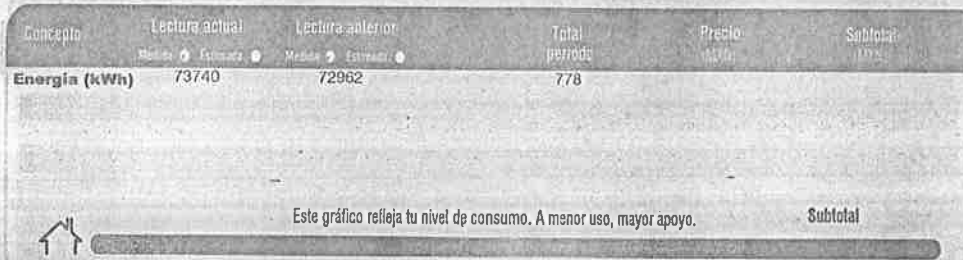 Concepto Lectura actual Lectura anterior Total periodo Precio Subtotal
Medida Estimada Medida Estimada
Energía (kWh) 73740 72962 778
Este gráfico refleja tu nivel de consumo. A menor uso, mayor apoyo. Subtotal